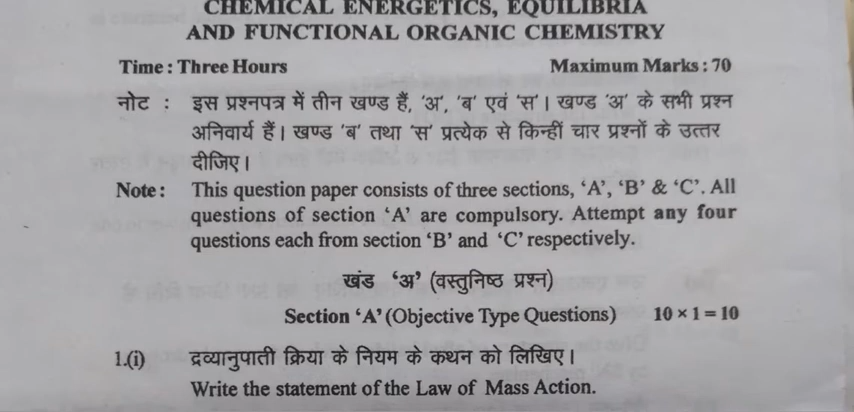 CHEMICAL ENERGETICS, EQUILIBRIA
AND FUNCTIONAL ORGANIC CHEMISTRY
Time : Three Hours Maximum Marks : 70
नोट : इस प्रश्नपत्र में तीन खण्ड हैं, 'अ', 'ब' एवं 'स'। खण्ड 'अ' के सभी प्रश्न
अनिवार्य हैं। खण्ड 'ब' तथा 'स' प्रत्येक से किन्हीं चार प्रश्नों के उत्तर
दीजिए।
Note : This question paper consists of three sections, 'A', 'B' & 'C'. All
questions of section 'A' are compulsory. Attempt any four
questions each from section 'B' and 'C' respectively.
खंड 'अ' (वस्तुनिष्ठ प्रश्न)
Section 'A' (Objective Type Questions) 10 × 1 = 10
1.(i) द्रव्यानुपाती क्रिया के नियम के कथन को लिखिए।
Write the statement of the Law of Mass Action.